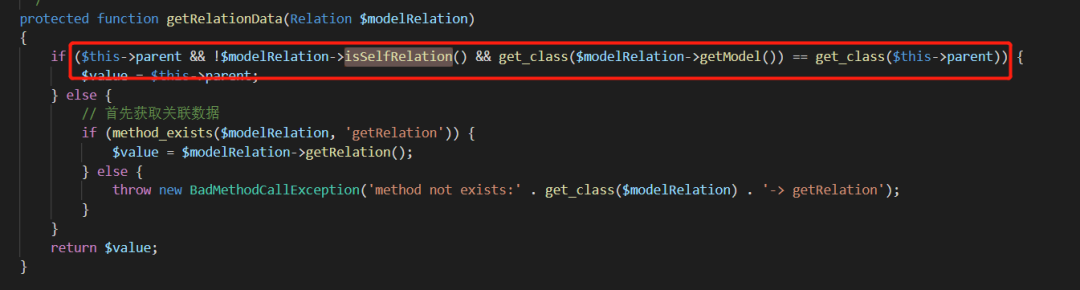 protected function getRelationData(Relation $modelRelation)
{
if ($this->parent && !$modelRelation->isSelfRelation() && get_class($modelRelation->getModel()) == get_class($this->parent)) {
$value = $this->parent;
} else {
// 首先获取关联数据
if (method_exists($modelRelation, 'getRelation')) {
$value = $modelRelation->getRelation();
} else {
throw new BadMethodCallException('method not exists:' . get_class($modelRelation) . '-> getRelation');
}
}
return $value;
}